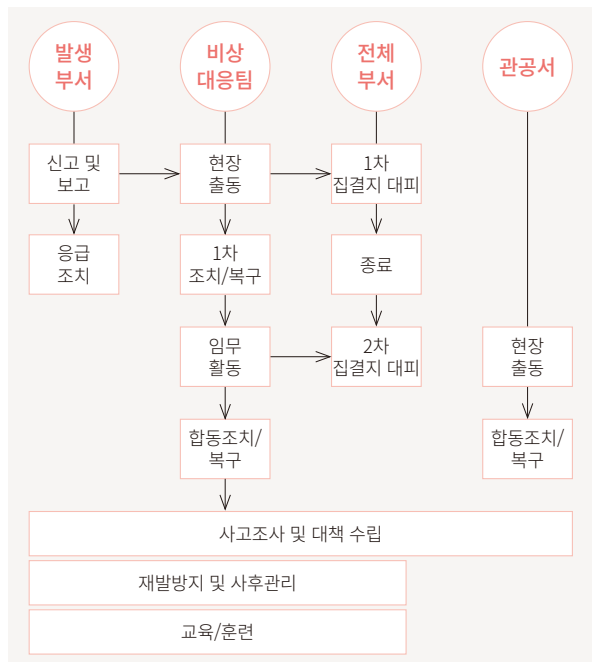 발생
부서
비상
대응팀
전체
부서
관공서
신고 및
보고
현장
출동
1차
집결지 대피
응급
조치
1차
조치/복구
종료
임무
활동
2차
집결지 대피
현장
출동
합동조치/
복구
합동조치/
복구
사고조사 및 대책 수립
재발방지 및 사후관리
교육/훈련